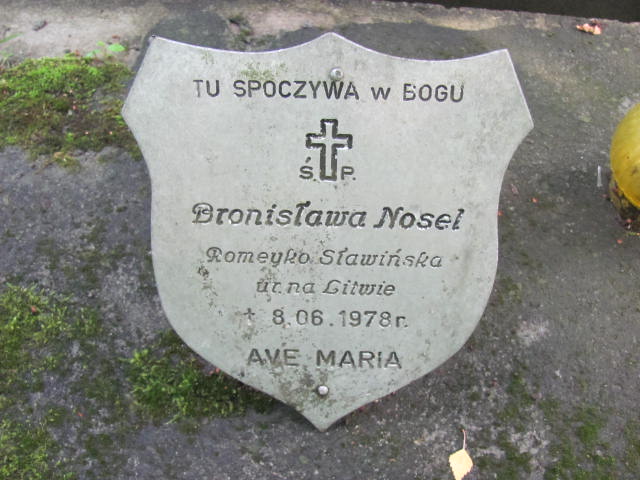 TU SPOCZYWA w BOGU
Ś.P.
Bronisława Nosel
Romeyko Sławińska
ur. na Litwie
† 8.06.1978 r.
AVE MARIA